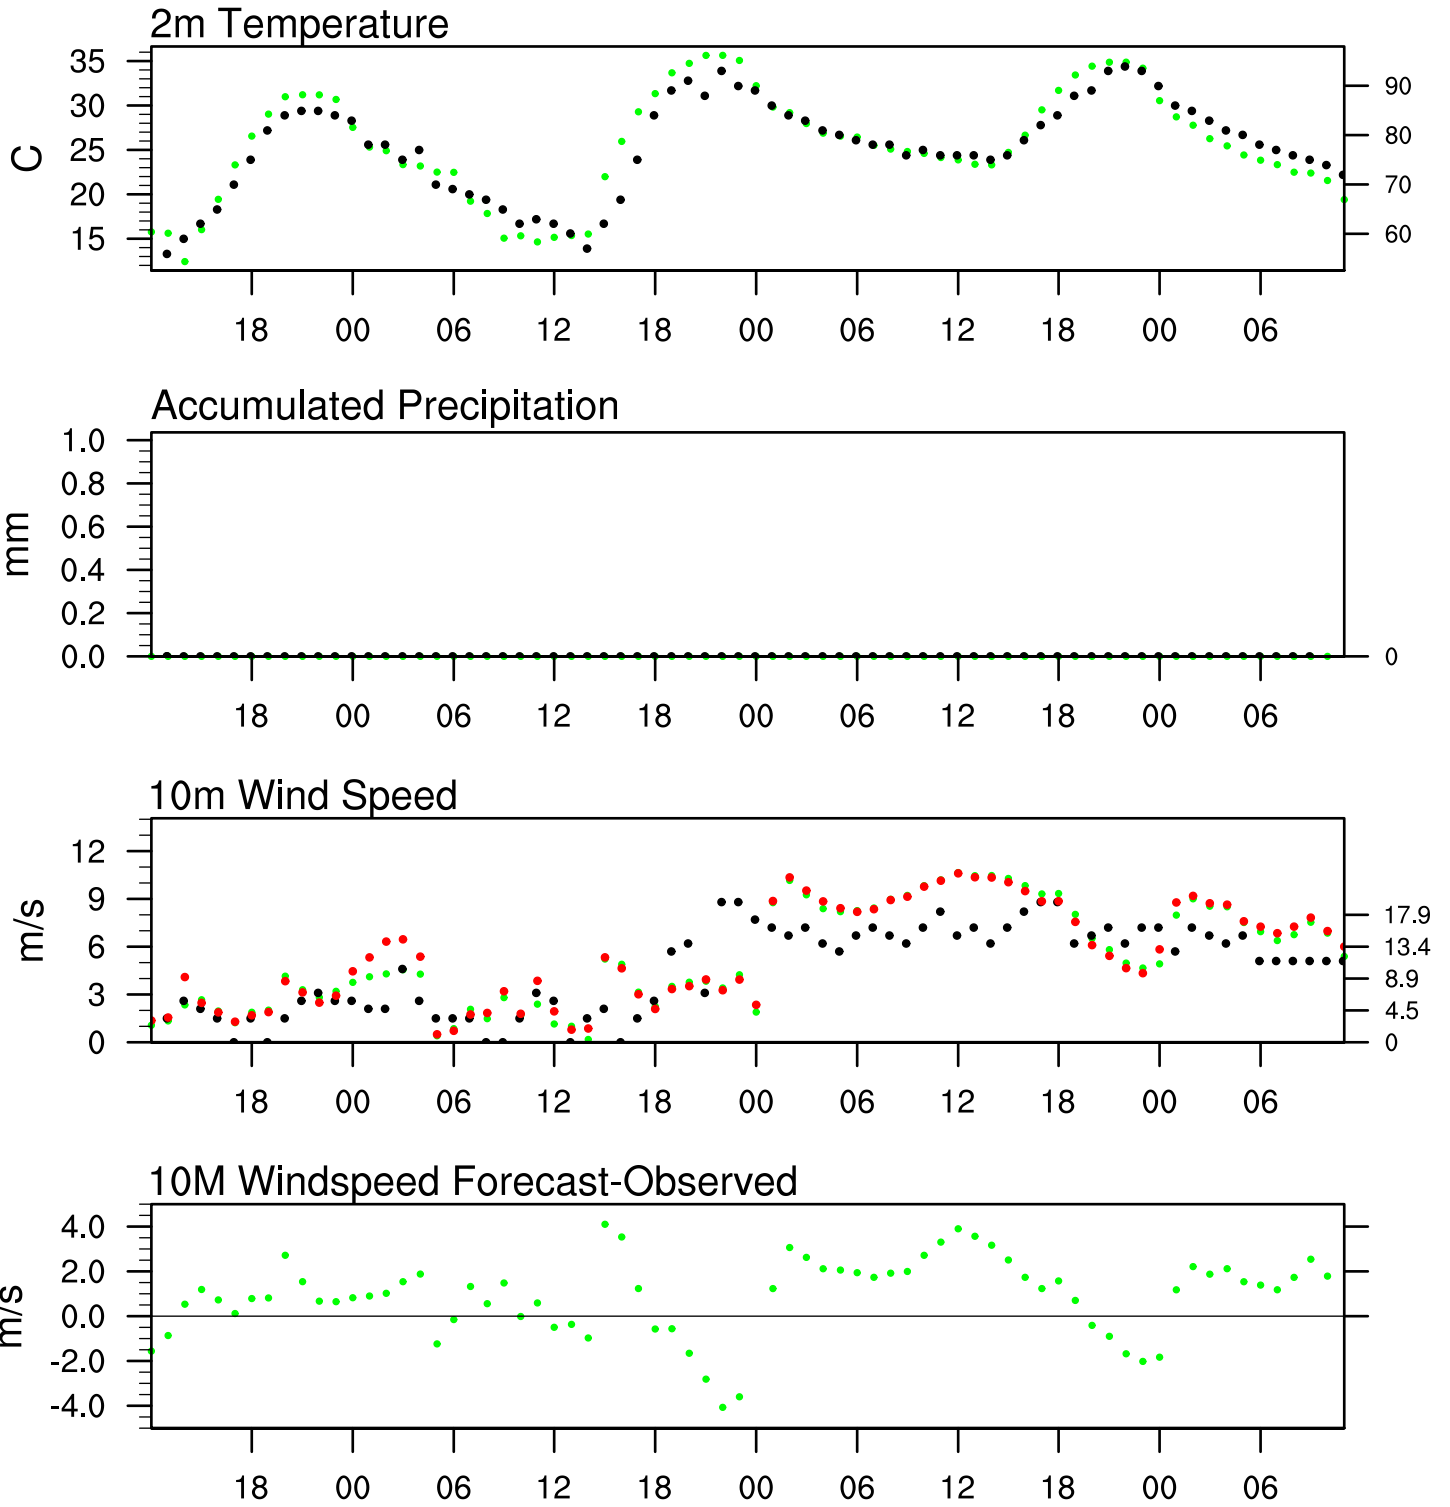 2m Temperature
35
30
25
20
15
C
90
80
70
60
18 00 06 12 18 00 06 12 18 00 06
Accumulated Precipitation
1.0
0.8
0.6
0.4
0.2
0.0
mm
0
18 00 06 12 18 00 06 12 18 00 06
10m Wind Speed
12
9
6
3
0
m/s
17.9
13.4
8.9
4.5
0
18 00 06 12 18 00 06 12 18 00 06
10M Windspeed Forecast-Observed
4.0
2.0
0.0
-2.0
-4.0
m/s
18 00 06 12 18 00 06 12 18 00 06